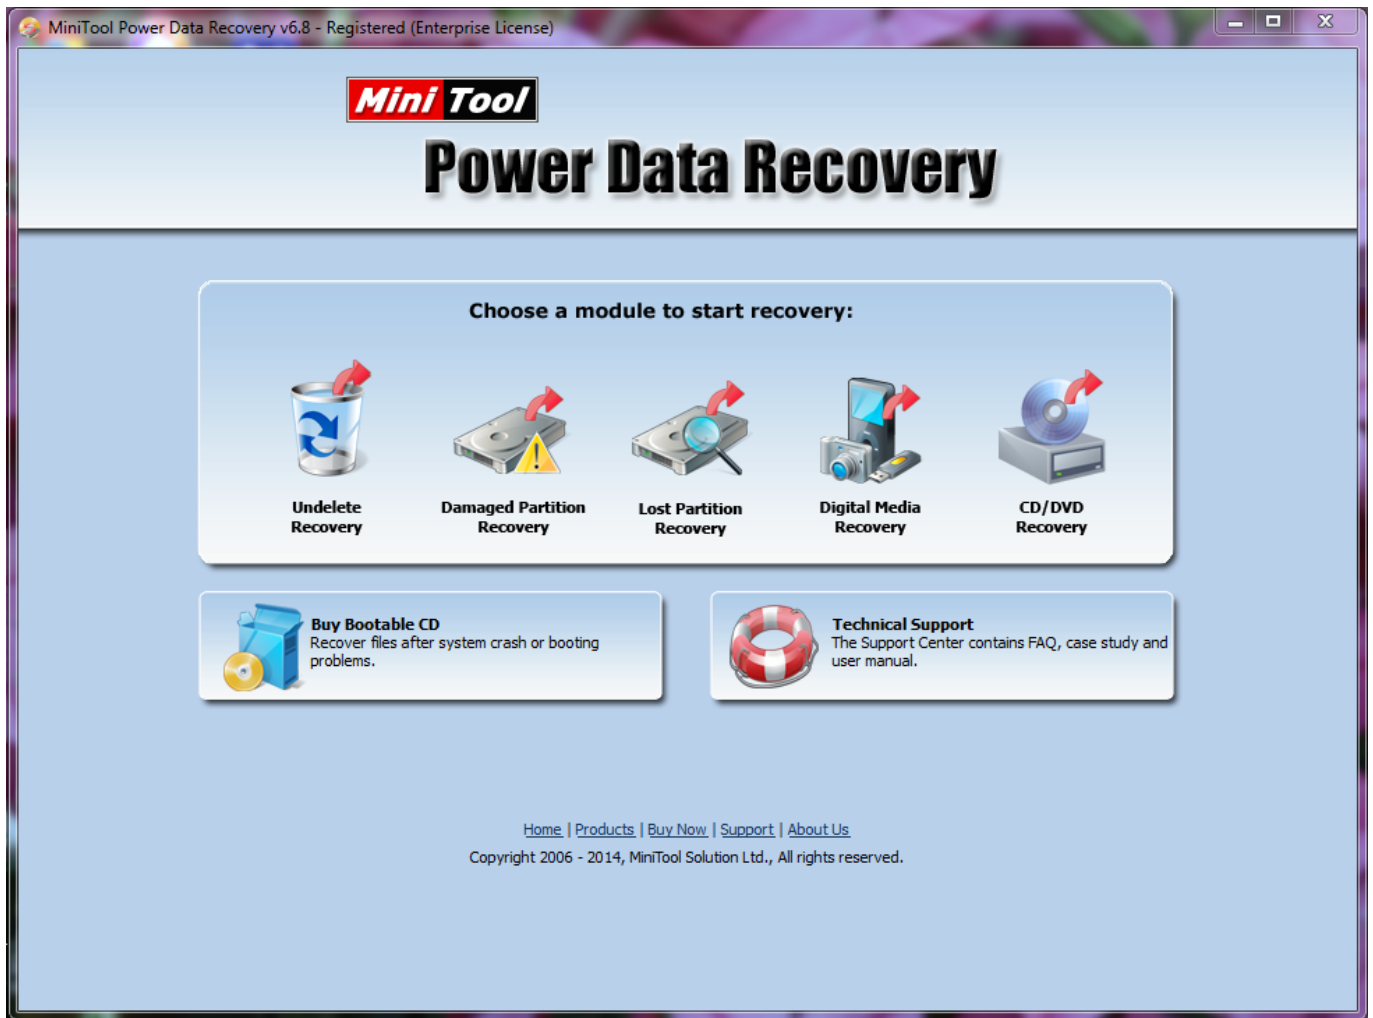 MiniTool Power Data Recovery v6.8 - Registered (Enterprise License)
Mini Tool
Power Data Recovery
Choose a module to start recovery:
Undelete
Recovery
Damaged Partition
Recovery
Lost Partition
Recovery
Digital Media
Recovery
CD/DVD
Recovery
Buy Bootable CD
Recover files after system crash or booting
problems.
Technical Support
The Support Center contains FAQ, case study and
user manual.
Home | Products | Buy Now | Support | About Us
Copyright 2006 - 2014, MiniTool Solution Ltd., All rights reserved.